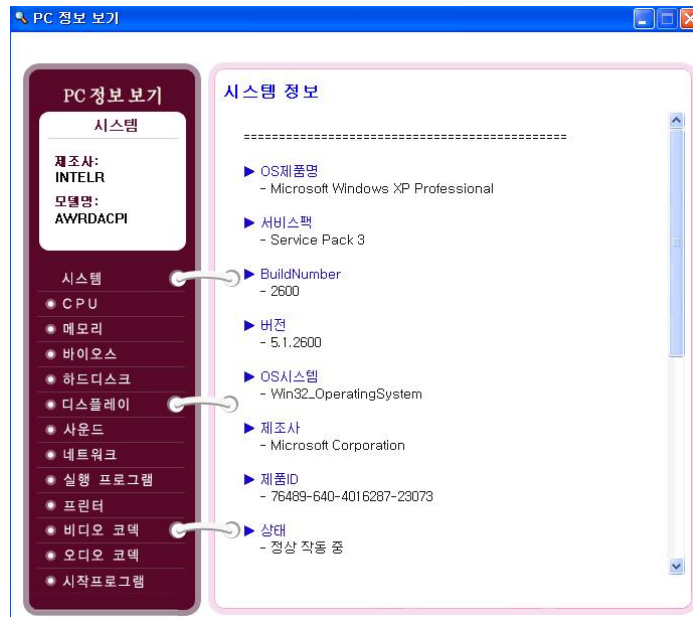 PC 정보 보기
PC 정보 보기
시스템
제조사:
INTELR
모델명:
AWRDACPI
시스템
CPU
메모리
바이오스
하드디스크
디스플레이
사운드
네트워크
실행 프로그램
프린터
비디오 코덱
오디오 코덱
시작프로그램
시스템 정보
==============================================
▶ OS제품명
- Microsoft Windows XP Professional
▶ 서비스팩
- Service Pack 3
▶ BuildNumber
- 2600
▶ 버전
- 5.1.2600
▶ OS시스템
- Win32_OperatingSystem
▶ 제조사
- Microsoft Corporation
▶ 제품ID
- 76489-640-4016287-23073
▶ 상태
- 정상 작동 중